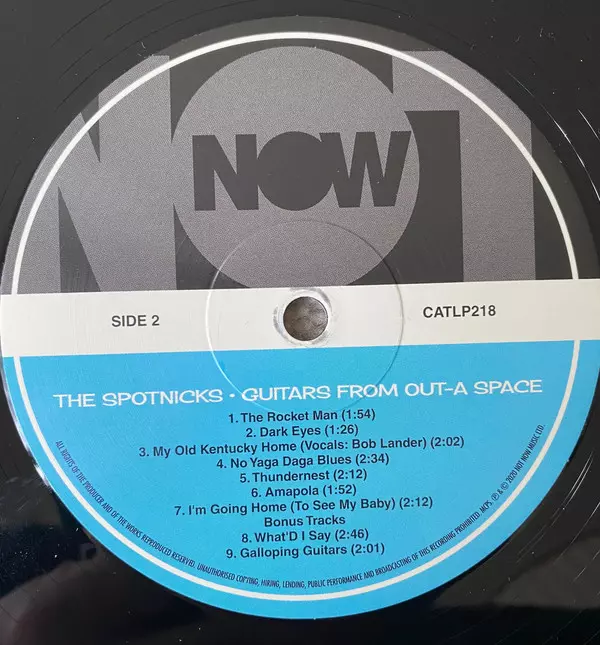 NOT
NOW
SIDE 2
CATLP218
THE SPOTNICKS • GUITARS FROM OUT-A SPACE
1. The Rocket Man (1:54)
2. Dark Eyes (1:26)
3. My Old Kentucky Home (Vocals: Bob Lander) (2:02)
4. No Yaga Daga Blues (2:34)
5. Thundernest (2:12)
6. Amapola (1:52)
7. I'm Going Home (To See My Baby) (2:12)
Bonus Tracks
8. What'D I Say (2:46)
9. Galloping Guitars (2:01)
ALL RIGHTS OF THE PRODUCER AND OF THE WORKS REPRODUCED RESERVED. UNAUTHORISED COPYING, HIRING, LENDING, PUBLIC PERFORMANCE AND BROADCASTING OF THIS RECORDING PROHIBITED. MCPS. ℗ & © 2020 NOT NOW MUSIC LTD.